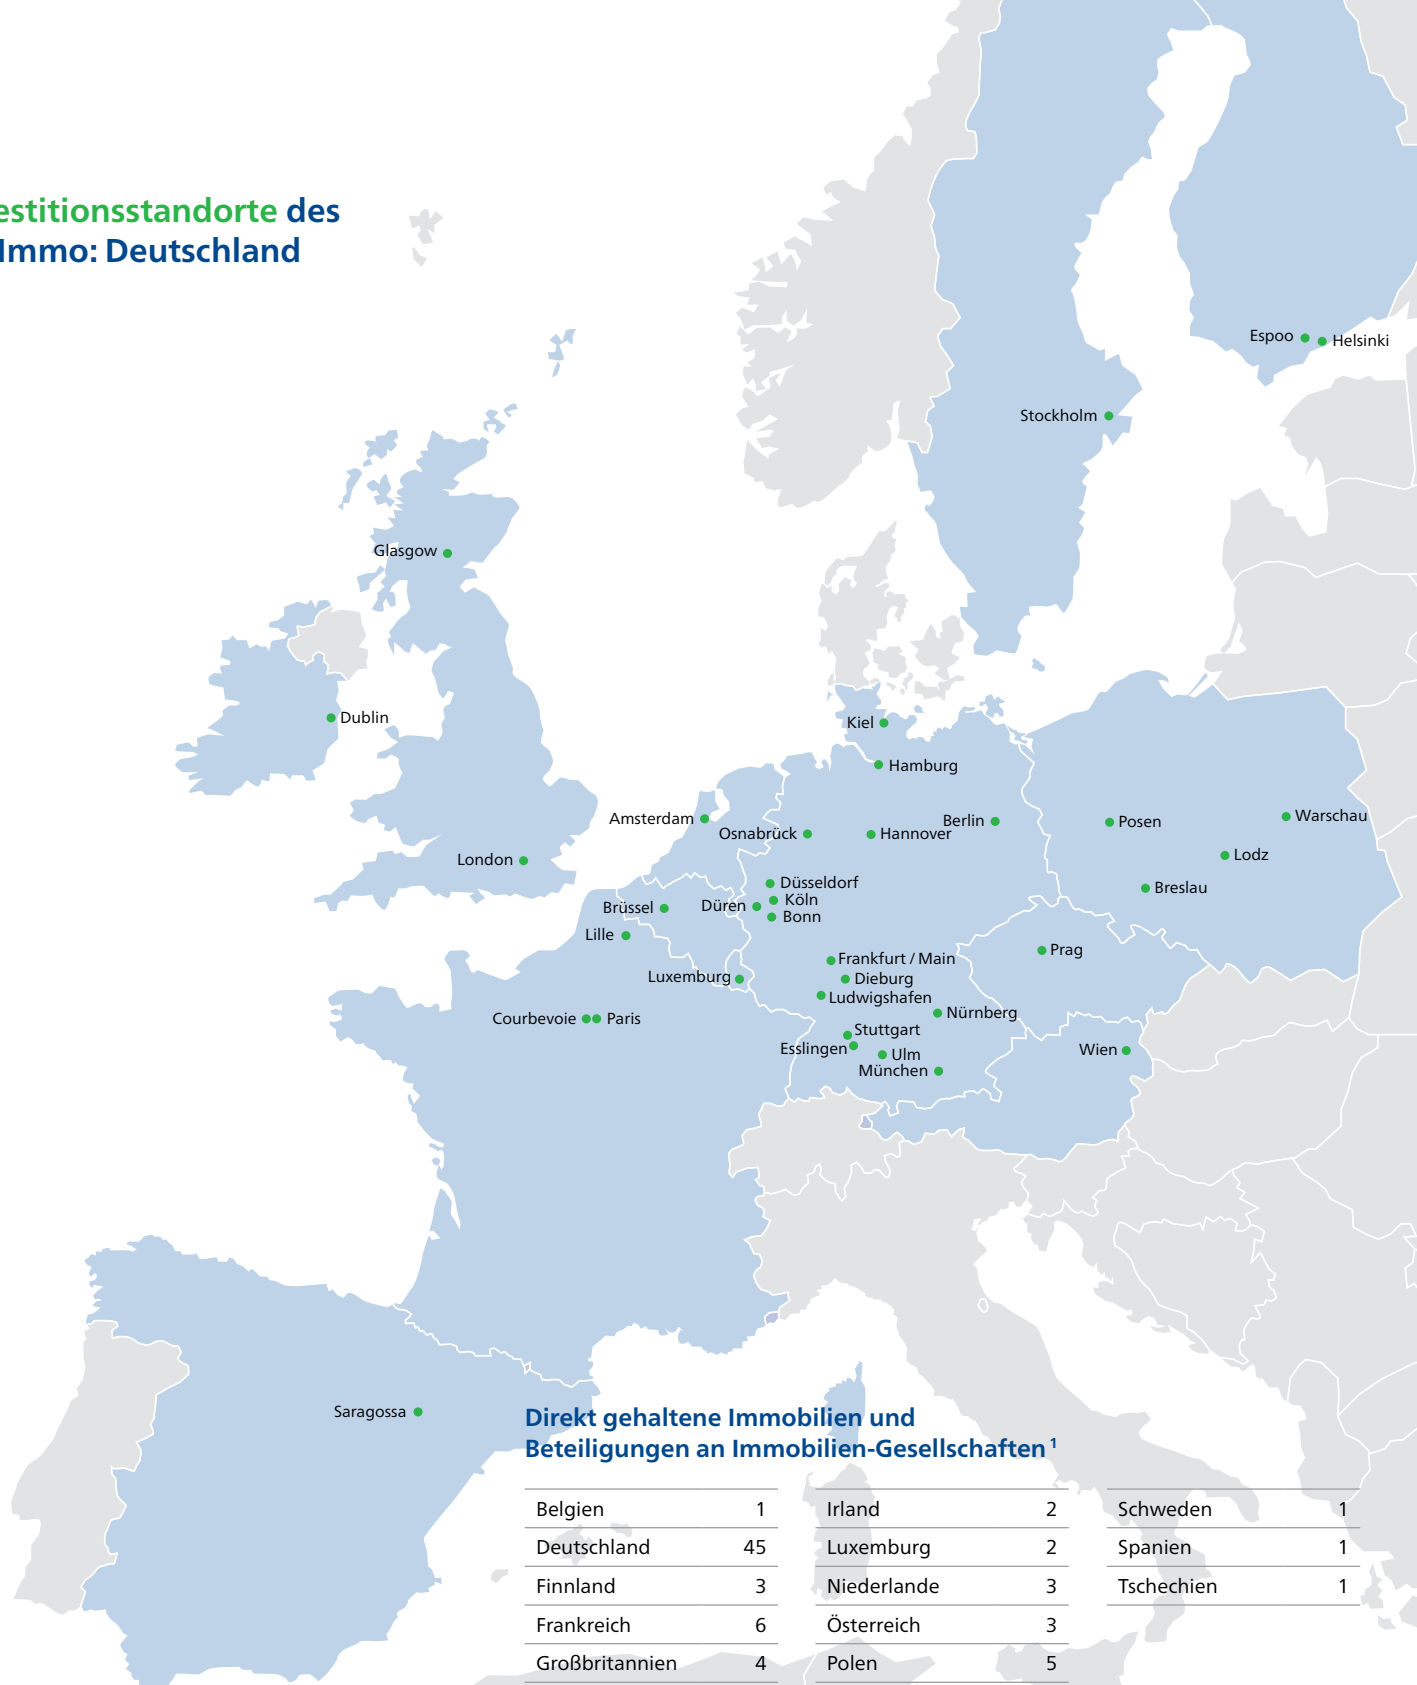 estitionsstandorte des
Immo: Deutschland
Espoo
Helsinki
Stockholm
Glasgow
Dublin
Kiel
Hamburg
Amsterdam
Osnabrück
Hannover
Berlin
Posen
Warschau
London
Lodz
Düsseldorf
Breslau
Brüssel
Düren
Köln
Bonn
Lille
Prag
Frankfurt / Main
Luxemburg
Dieburg
Ludwigshafen
Courbevoie
Paris
Nürnberg
Stuttgart
Esslingen
Ulm
Wien
München
Saragossa
Direkt gehaltene Immobilien und
Beteiligungen an Immobilien-Gesellschaften 1
Belgien 1
Deutschland 45
Finnland 3
Frankreich 6
Großbritannien 4
Irland 2
Luxemburg 2
Niederlande 3
Österreich 3
Polen 5
Schweden 1
Spanien 1
Tschechien 1